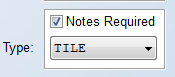 Notes Required
Type: TILE